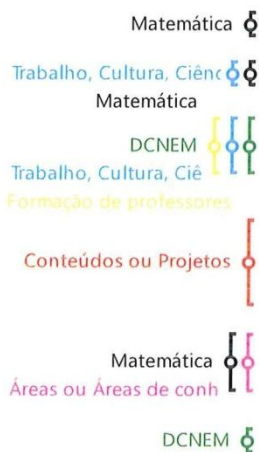 Matemática
Trabalho, Cultura, Ciênc
Matemática
DCNEM
Trabalho, Cultura, Ciê
Formação de professores
Conteúdos ou Projetos
Matemática
Áreas ou Áreas de conh
DCNEM